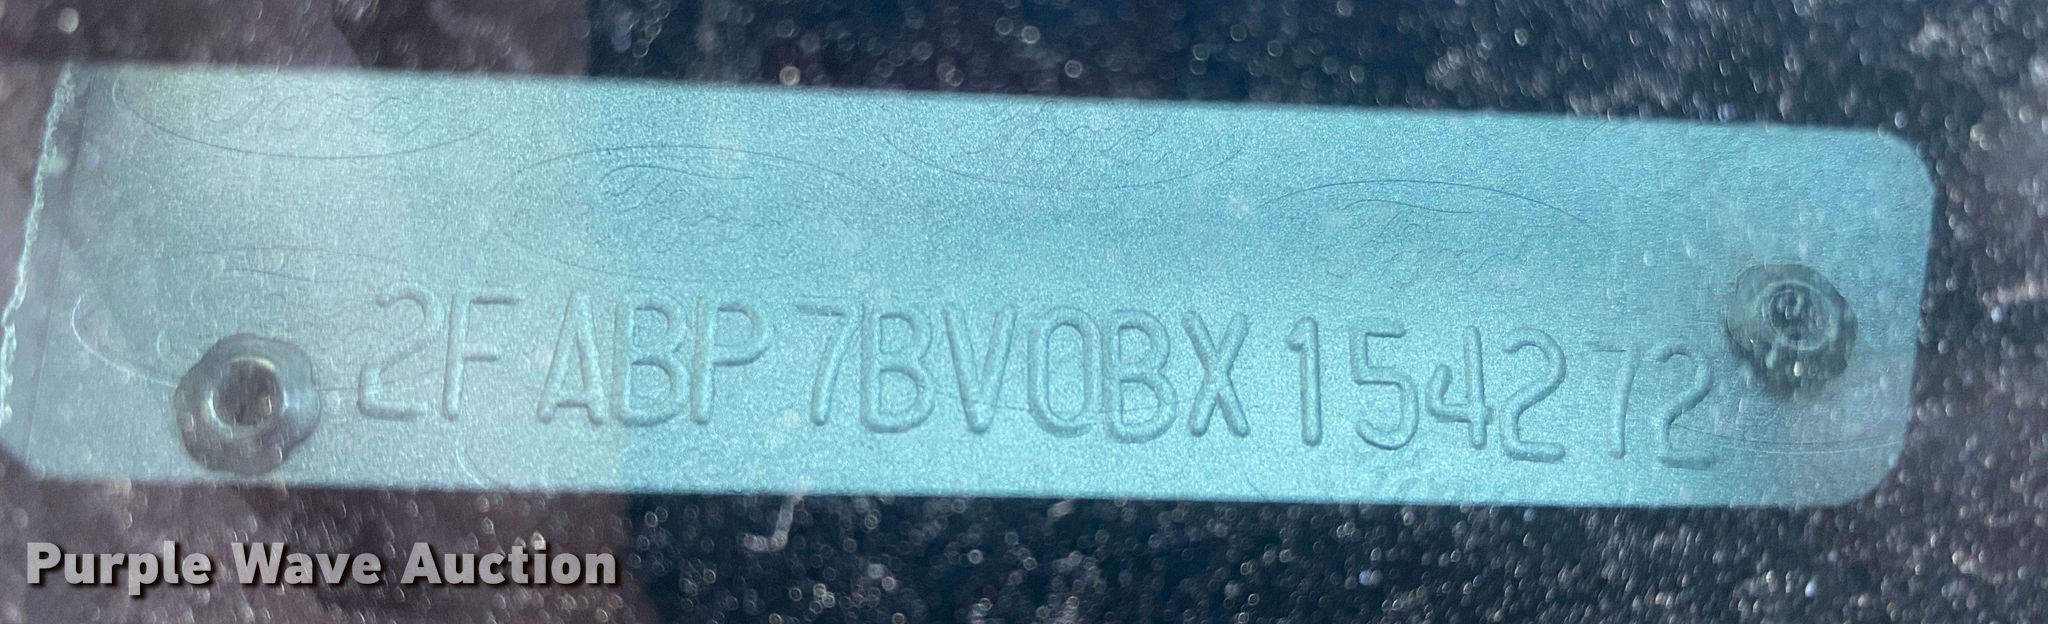 2FABP7BV0BX154272
Purple Wave Auction